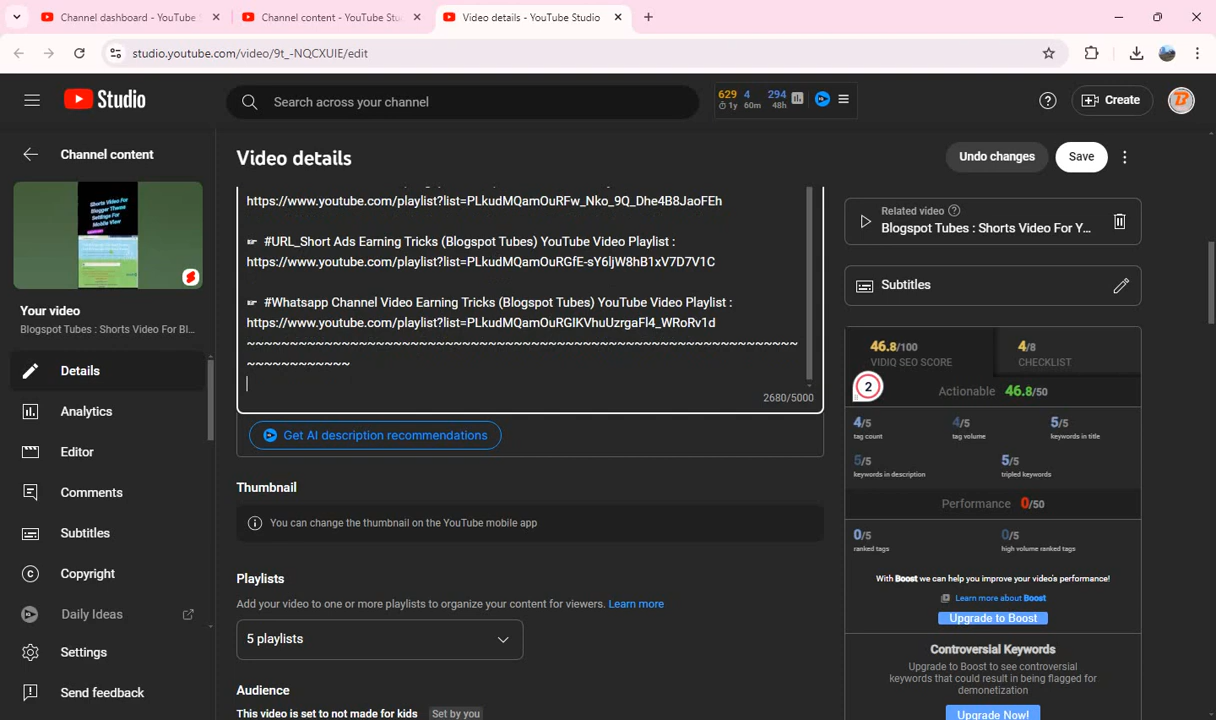 Channel dashboard - YouTube S
Channel content - YouTube Stu
Video details - YouTube Studio
studio.youtube.com/video/9t_-NQCXUIE/edit
Studio
Search across your channel
629 4 294
1y 60m 48h
Create
Channel content
Video details
Undo changes
Save
https://www.youtube.com/playlist?list=PLkudMQamOuRFw_Nko_9Q_Dhe4B8JaoFEh
☛ #URL_Short Ads Earning Tricks (Blogspot Tubes) YouTube Video Playlist :
https://www.youtube.com/playlist?list=PLkudMQamOuRGfE-sY6ljW8hB1xV7D7V1C
☛ #Whatsapp Channel Video Earning Tricks (Blogspot Tubes) YouTube Video Playlist :
https://www.youtube.com/playlist?list=PLkudMQamOuRGIKVhuUzrgaFl4_WRoRv1d
~~~~~~~~~~~~~~~~~~~~~~~~~~~~~~~~~~~~~~~~~~~~~~~~~~~~~~~~~~~~~~~~
~~~~~~~~~~~~
2680/5000
Get AI description recommendations
Thumbnail
You can change the thumbnail on the YouTube mobile app
Playlists
Add your video to one or more playlists to organize your content for viewers. Learn more
5 playlists
Audience
This video is set to not made for kids Set by you
Shorts Video For
Blogger Theme
Settings For
Mobile View
Your video
Blogspot Tubes : Shorts Video For Bl...
Details
Analytics
Editor
Comments
Subtitles
Copyright
Daily Ideas
Settings
Send feedback
Related video
Blogspot Tubes : Shorts Video For Y...
Subtitles
46.8/100
VIDIQ SEO SCORE
4/8
CHECKLIST
2
Actionable 46.8/50
4/5
tag count
4/5
tag volume
5/5
keywords in title
5/5
keywords in description
5/5
tripled keywords
Performance 0/50
0/5
ranked tags
0/5
high volume ranked tags
With Boost we can help you improve your video's performance!
Learn more about Boost
Upgrade to Boost
Controversial Keywords
Upgrade to Boost to see controversial
keywords that could result in being flagged for
demonetization
Upgrade Now!